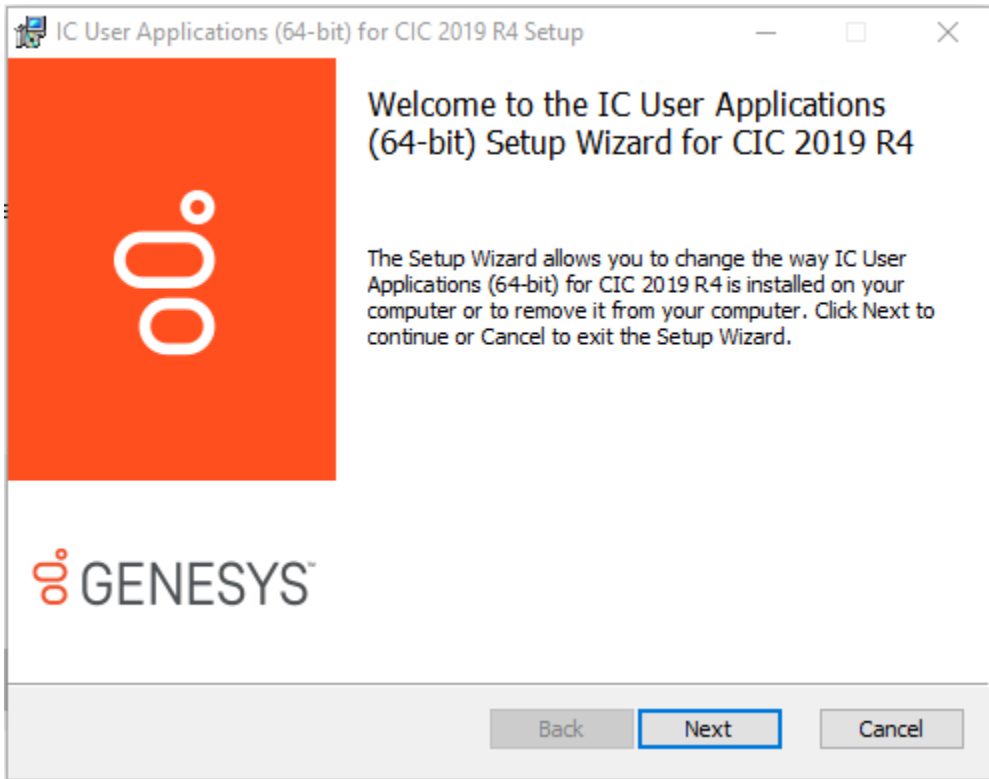 IC User Applications (64-bit) for CIC 2019 R4 Setup
Welcome to the IC User Applications
(64-bit) Setup Wizard for CIC 2019 R4
The Setup Wizard allows you to change the way IC User
Applications (64-bit) for CIC 2019 R4 is installed on your
computer or to remove it from your computer. Click Next to
continue or Cancel to exit the Setup Wizard.
GENESYS™
Back
Next
Cancel